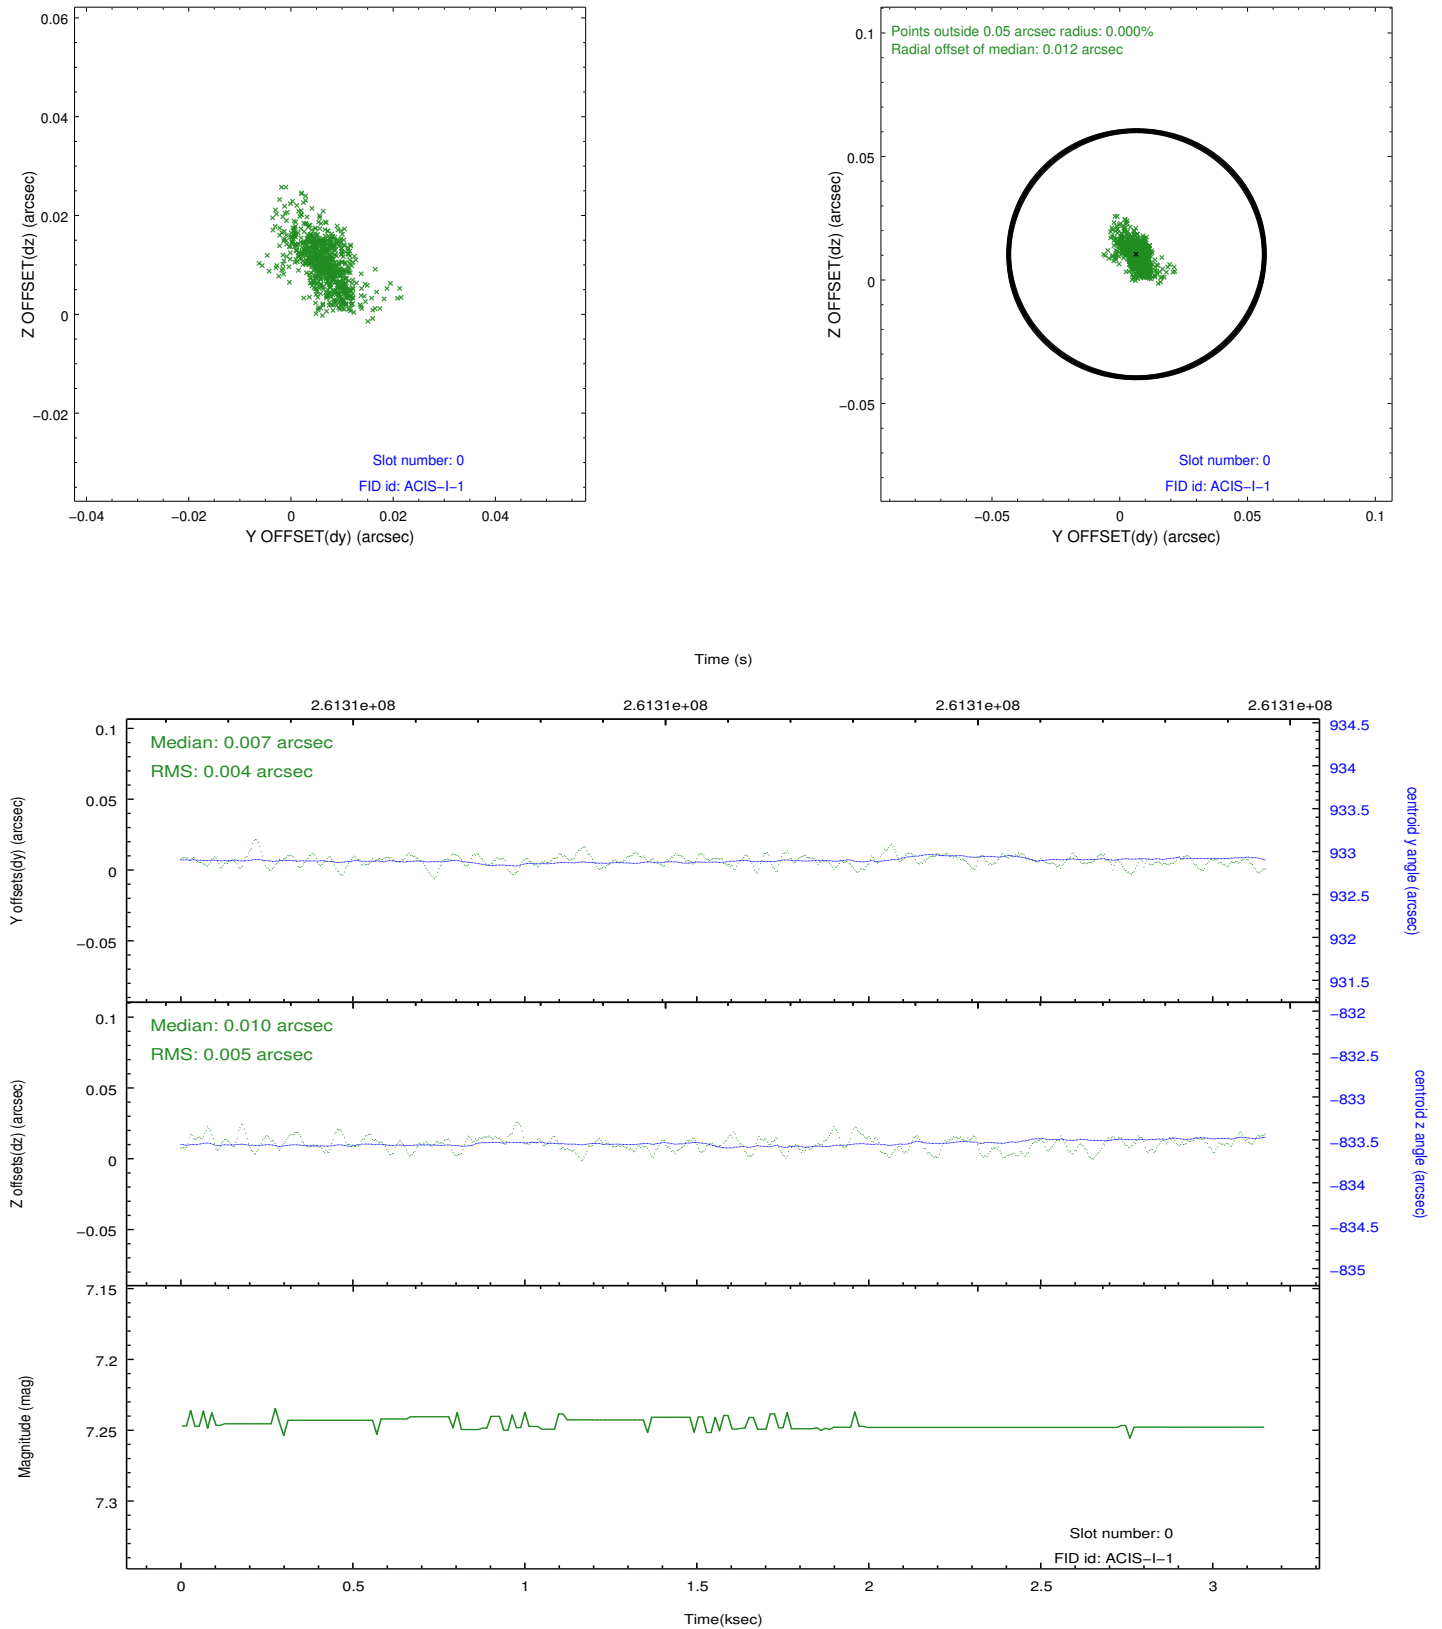 0.06
0.04
0.02
0
−0.02
Z OFFSET(dz) (arcsec)
Slot number: 0
FID id: ACIS−I−1
−0.04
−0.02
0
0.02
0.04
Y OFFSET(dy) (arcsec)
Points outside 0.05 arcsec radius: 0.000%
Radial offset of median: 0.012 arcsec
0.1
0.05
0
−0.05
Z OFFSET(dz) (arcsec)
Slot number: 0
FID id: ACIS−I−1
−0.05
0
0.05
0.1
Y OFFSET(dy) (arcsec)
Time (s)
2.6131e+08
2.6131e+08
2.6131e+08
2.6131e+08
Median: 0.007 arcsec
RMS: 0.004 arcsec
0.1
0.05
0
−0.05
Y offsets(dy) (arcsec)
934.5
934
933.5
933
932.5
932
931.5
centroid y angle (arcsec)
Median: 0.010 arcsec
RMS: 0.005 arcsec
0.1
0.05
0
−0.05
Z offsets(dz) (arcsec)
−832
−832.5
−833
−833.5
−834
−834.5
−835
centroid z angle (arcsec)
7.15
7.2
7.25
7.3
Magnitude (mag)
Slot number: 0
FID id: ACIS−I−1
0
0.5
1
1.5
2
2.5
3
Time(ksec)